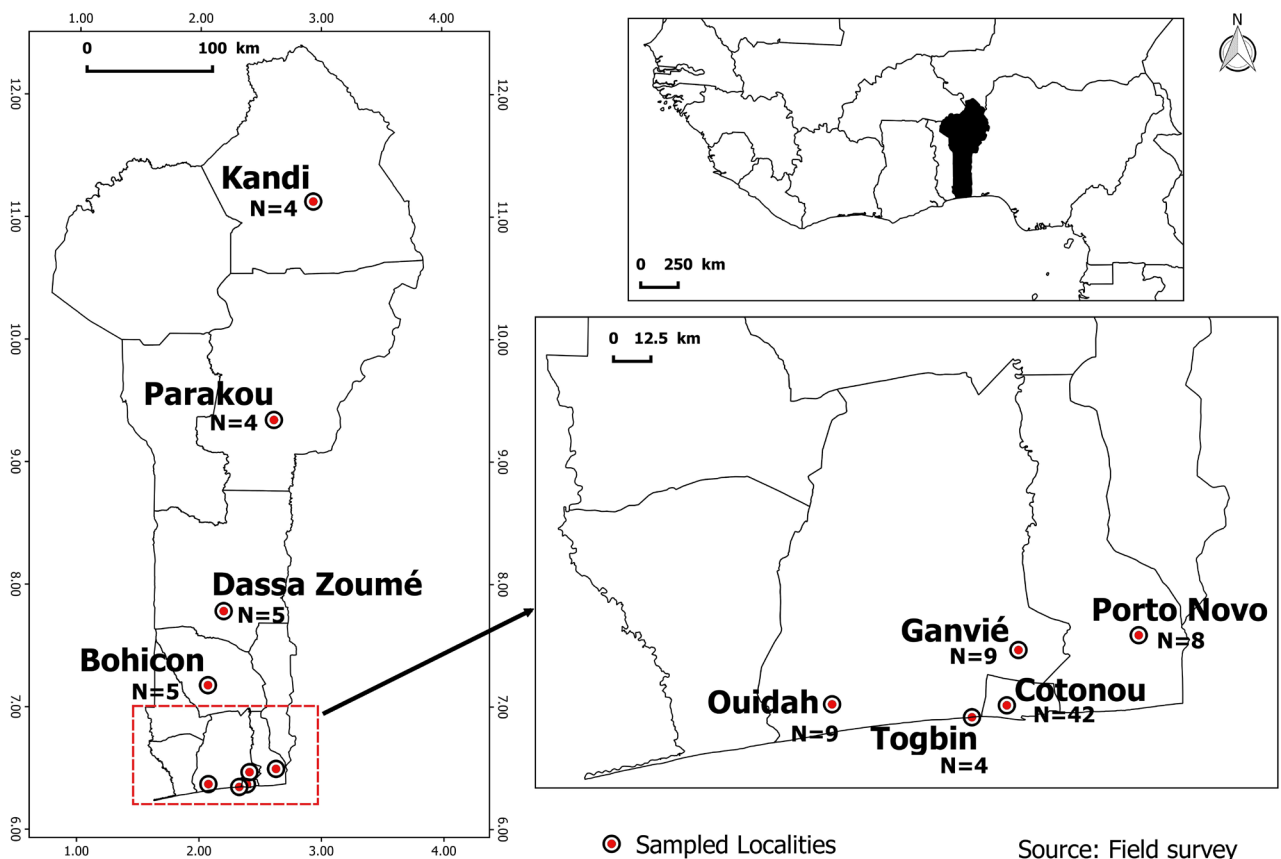 1.00 2.00 3.00 4.00
0 100 km
12.00 12.00
Kandi
N=4
11.00 11.00
10.00 10.00
Parakou
N=4
9.00 9.00
8.00 8.00
Dassa Zoumé
N=5
Bohicon
N=5
7.00 7.00
6.00 6.00
1.00 2.00 3.00 4.00
0 250 km
N
0 12.5 km
Porto Novo
N=8
Ganvié
N=9
Cotonou
N=42
Ouidah
N=9
Togbin
N=4
Sampled Localities
Source: Field survey